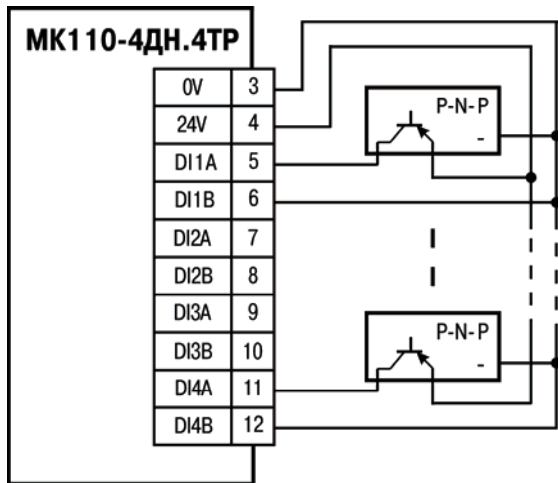 МК110-4ДН.4ТР
0V 3
24V 4
DI1A 5
DI1B 6
DI2A 7
DI2B 8
DI3A 9
DI3B 10
DI4A 11
DI4B 12
P-N-P
-
P-N-P
-